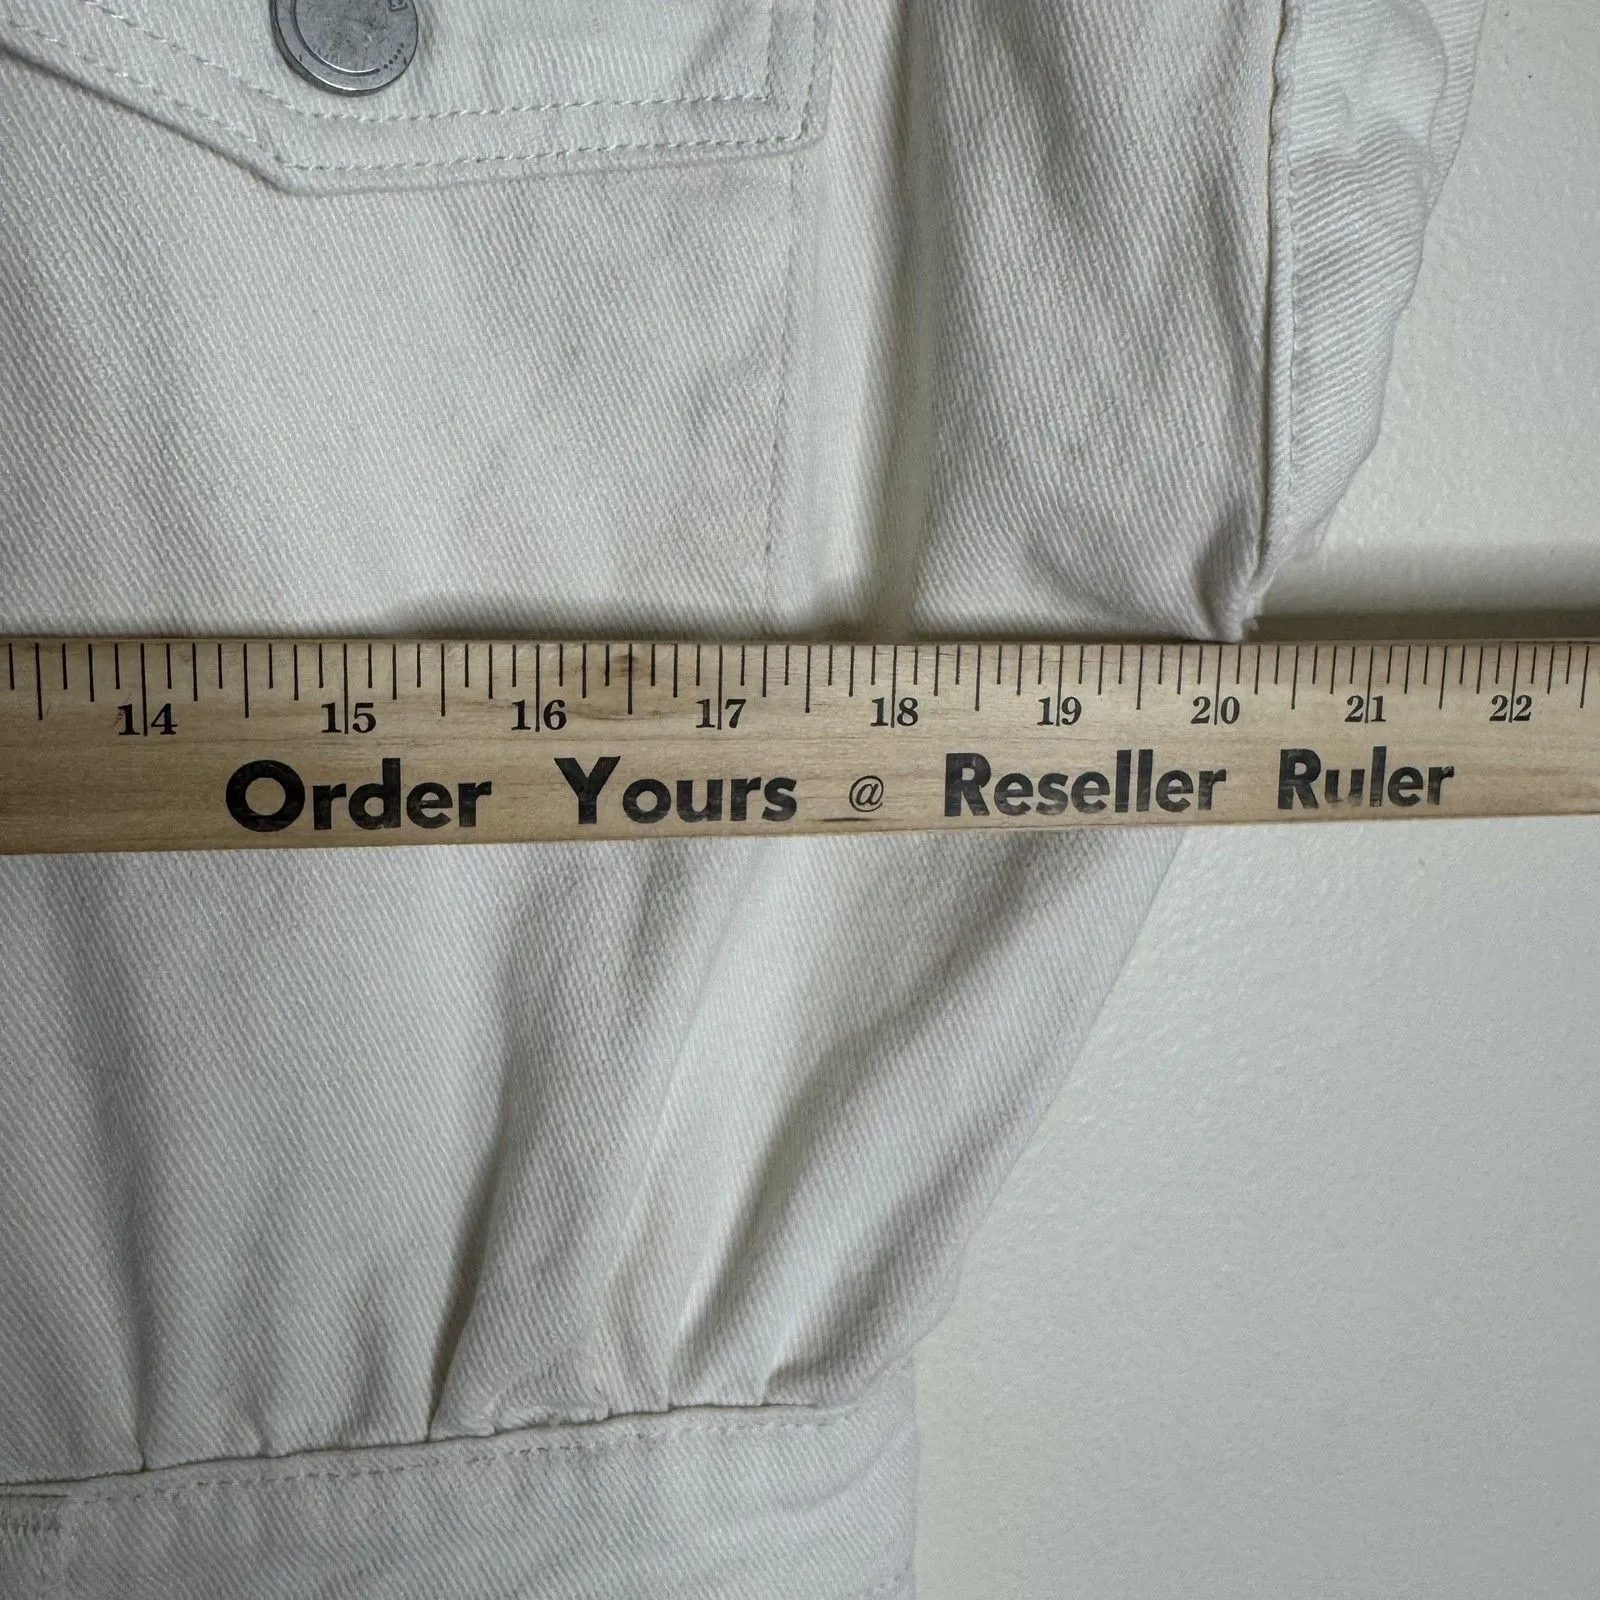 14 15 16 17 18 19 20 21 22
Order Yours @ Reseller Ruler